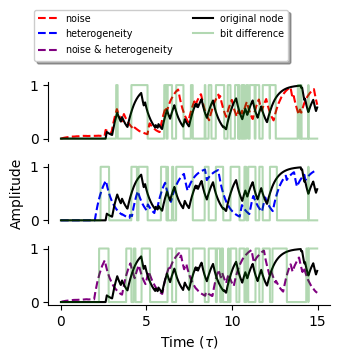 noise
heterogeneity
noise & heterogeneity
original node
bit difference
Amplitude
1
0
1
0
1
0
0 5 10 15
Time (τ)